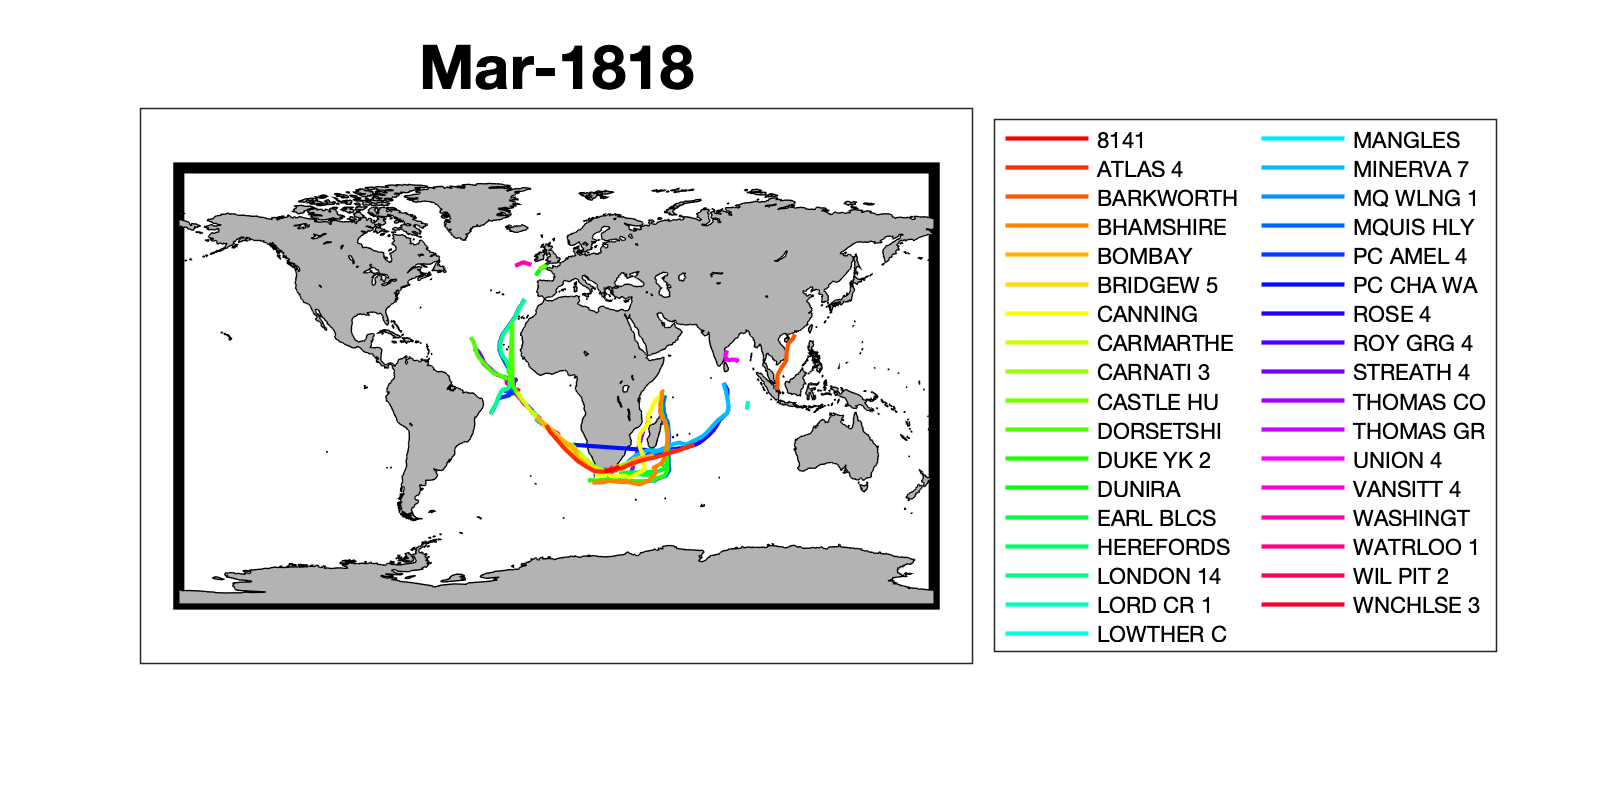 Mar-1818
8141
ATLAS 4
BARKWORTH
BHAMSHIRE
BOMBAY
BRIDGEW 5
CANNING
CARMARTHE
CARNATI 3
CASTLE HU
DORSETSHI
DUKE YK 2
DUNIRA
EARL BLCS
HEREFORDS
LONDON 14
LORD CR 1
LOWTHER C
MANGLES
MINERVA 7
MQ WLNG 1
MQUIS HLY
PC AMEL 4
PC CHA WA
ROSE 4
ROY GRG 4
STREATH 4
THOMAS CO
THOMAS GR
UNION 4
VANSITT 4
WASHINGT
WATRLOO 1
WIL PIT 2
WNCHLSE 3